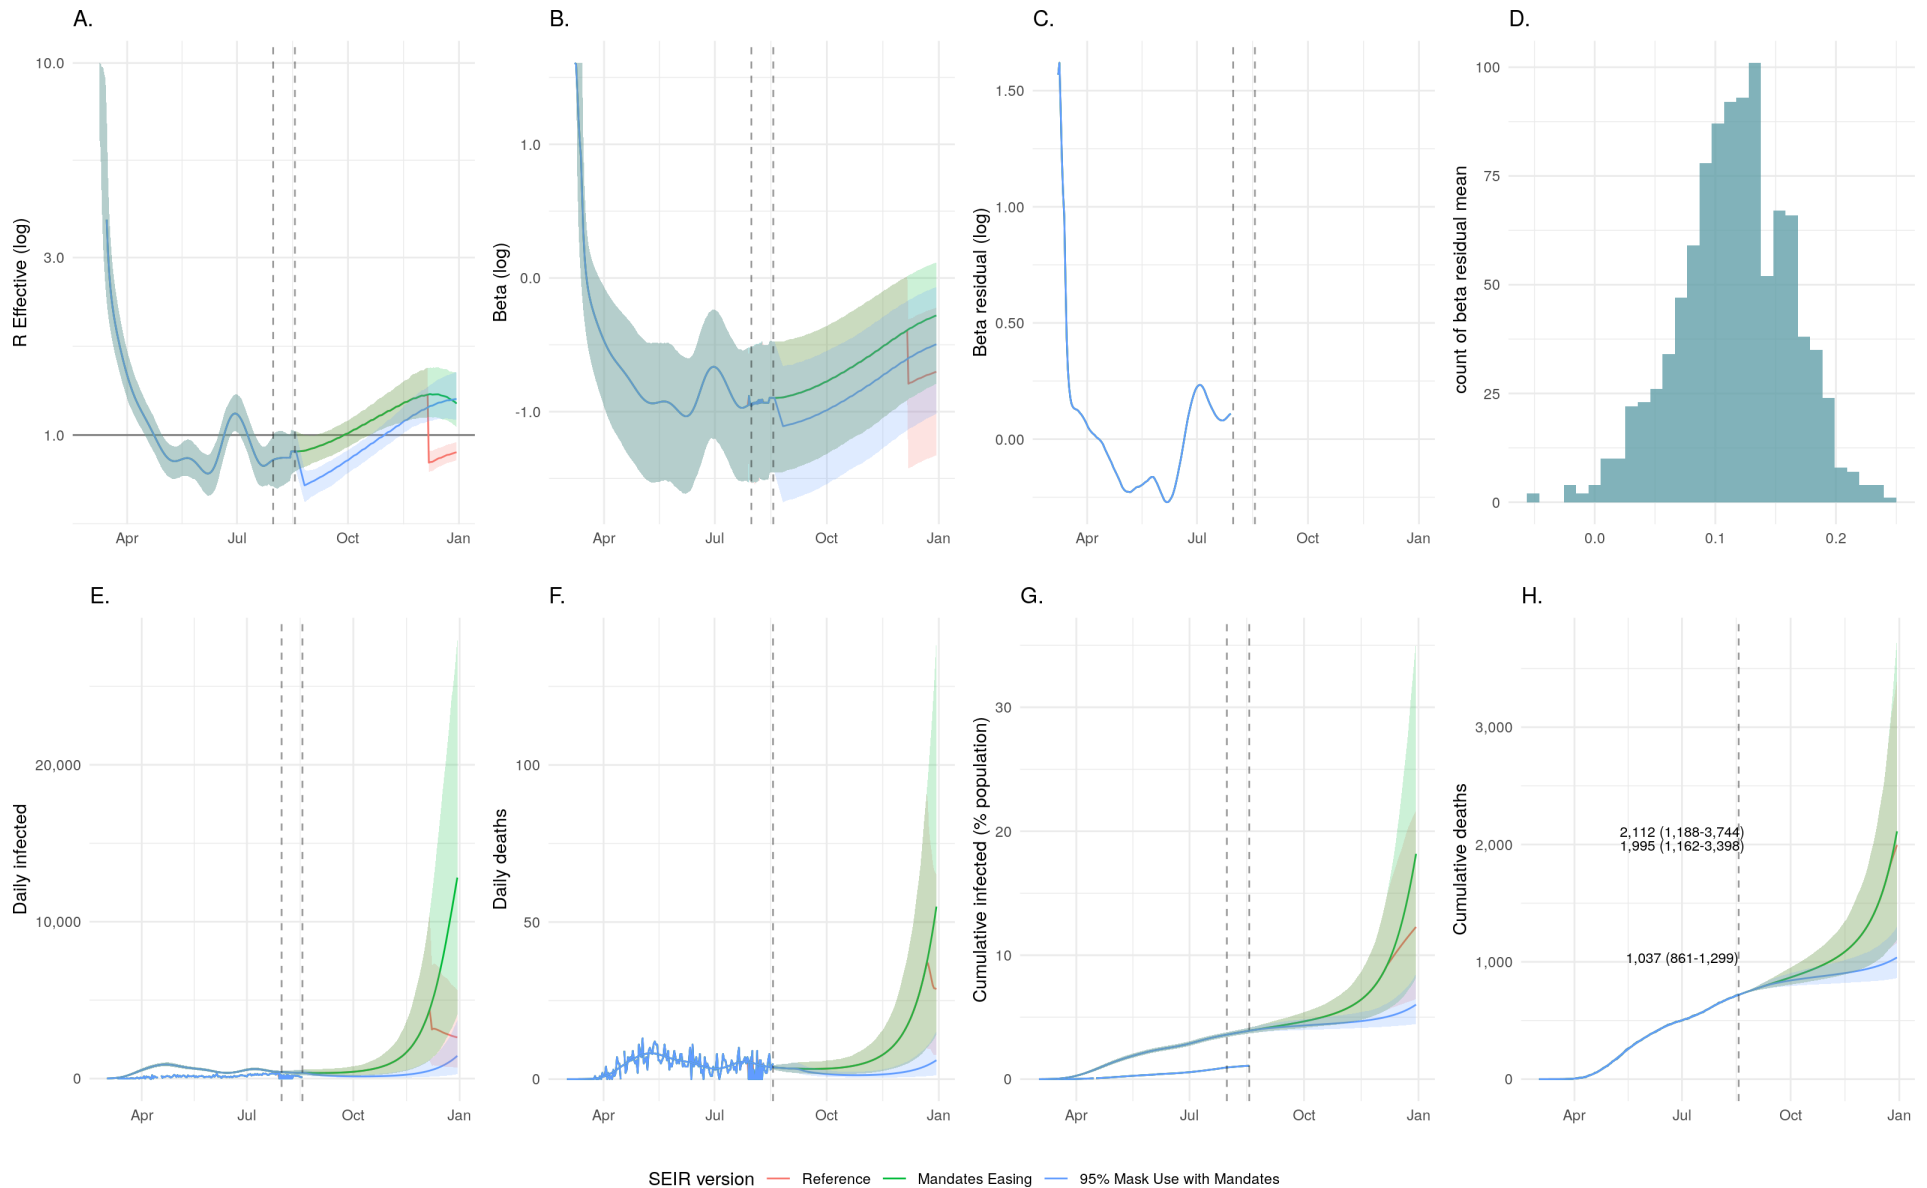 A.
R Effective (log)
10.0
3.0
1.0
Apr Jul Oct Jan
B.
Beta (log)
1.0
0.0
-1.0
Apr Jul Oct Jan
C.
Beta residual (log)
1.50
1.00
0.50
0.00
Apr Jul Oct Jan
D.
count of beta residual mean
100
75
50
25
0
0.0 0.1 0.2
E.
Daily infected
20,000
10,000
0
Apr Jul Oct Jan
F.
Daily deaths
100
50
0
Apr Jul Oct Jan
G.
Cumulative infected (% population)
30
20
10
0
Apr Jul Oct Jan
H.
Cumulative deaths
3,000
2,000
1,000
0
2,112 (1,188-3,744)
1,995 (1,162-3,398)
1,037 (861-1,299)
Apr Jul Oct Jan
SEIR version Reference Mandates Easing 95% Mask Use with Mandates